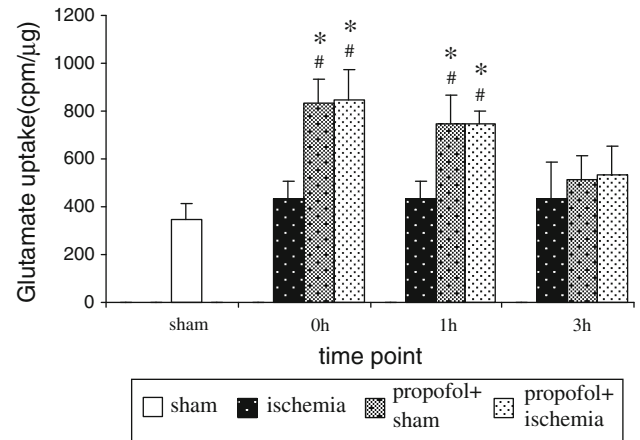 Glutamate uptake(cpm/µg)
1200
1000
800
600
400
200
0
* *
# #
* *
# #
sham 0h 1h 3h
time point
sham ischemia propofol+ sham propofol+ ischemia